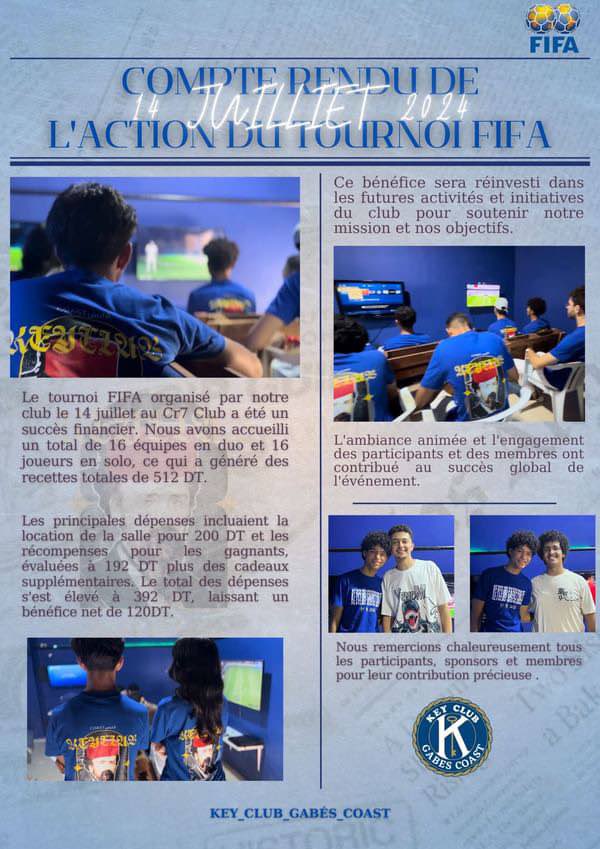 FIFA
COMPTE RENDU DE
14 JUILLIET 2024
L'ACTION DU TOURNOI FIFA
KEYCLUB
Le tournoi FIFA organisé par notre
club le 14 juillet au Cr7 Club a été un
succès financier. Nous avons accueilli
un total de 16 équipes en duo et 16
joueurs en solo, ce qui a généré des
recettes totales de 512 DT.
Les principales dépenses incluaient la
location de la salle pour 200 DT et les
récompenses pour les gagnants,
évaluées à 192 DT plus des cadeaux
supplémentaires. Le total des dépenses
s'est élevé à 392 DT, laissant un
bénéfice net de 120DT.
KEYCLUB
KEYCLUB
Ce bénéfice sera réinvesti dans
les futures activités et initiatives
du club pour soutenir notre
mission et nos objectifs.
KEYCLUB
L'ambiance animée et l'engagement
des participants et des membres ont
contribué au succès global de
l'événement.
Nous remercions chaleureusement tous
les participants, sponsors et membres
pour leur contribution précieuse .
KEY CLUB
K
GABES COAST
KEY_CLUB_GABÉS_COAST